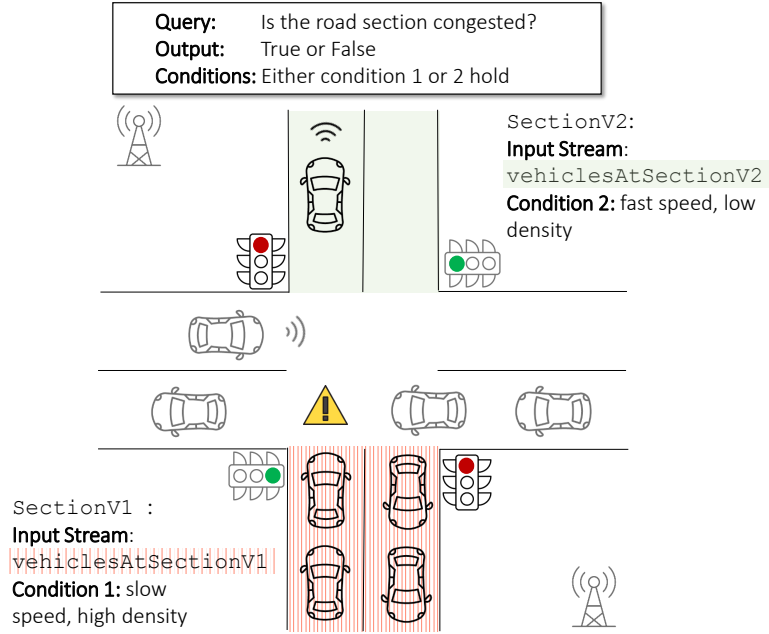 Query: Is the road section congested?
Output: True or False
Conditions: Either condition 1 or 2 hold
SectionV2:
Input Stream:
vehiclesAtSectionV2
Condition 2: fast speed, low
density
SectionV1 :
Input Stream:
vehiclesAtSectionV1
Condition 1: slow
speed, high density